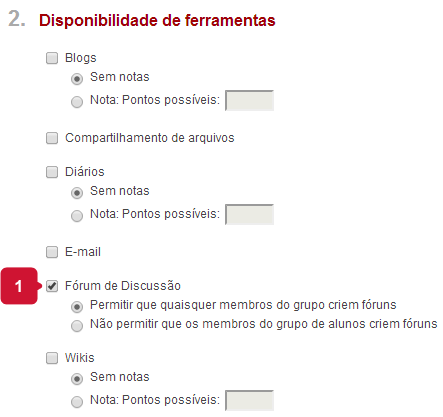 2. Disponibilidade de ferramentas
Blogs
Sem notas
Nota: Pontos possíveis:
Compartilhamento de arquivos
Diários
Sem notas
Nota: Pontos possíveis:
E-mail
1 Fórum de Discussão
Permitir que quaisquer membros do grupo criem fóruns
Não permitir que os membros do grupo de alunos criem fóruns
Wikis
Sem notas
Nota: Pontos possíveis: